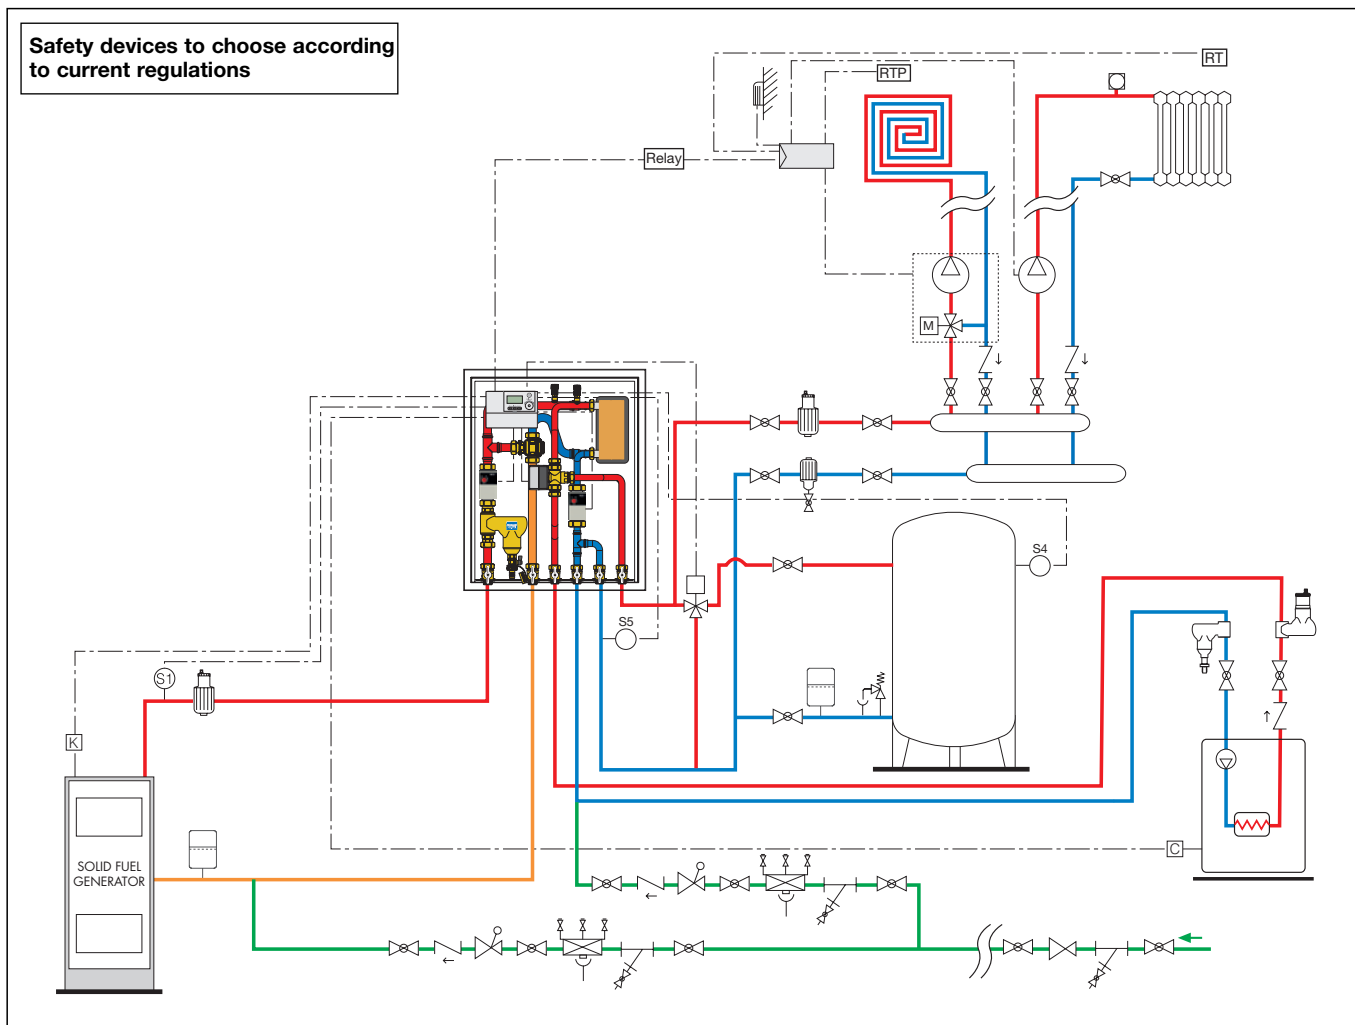 Safety devices to choose according
to current regulations
RT
RTP
Relay
M
S4
S5
S1
K
C
SOLID FUEL
GENERATOR